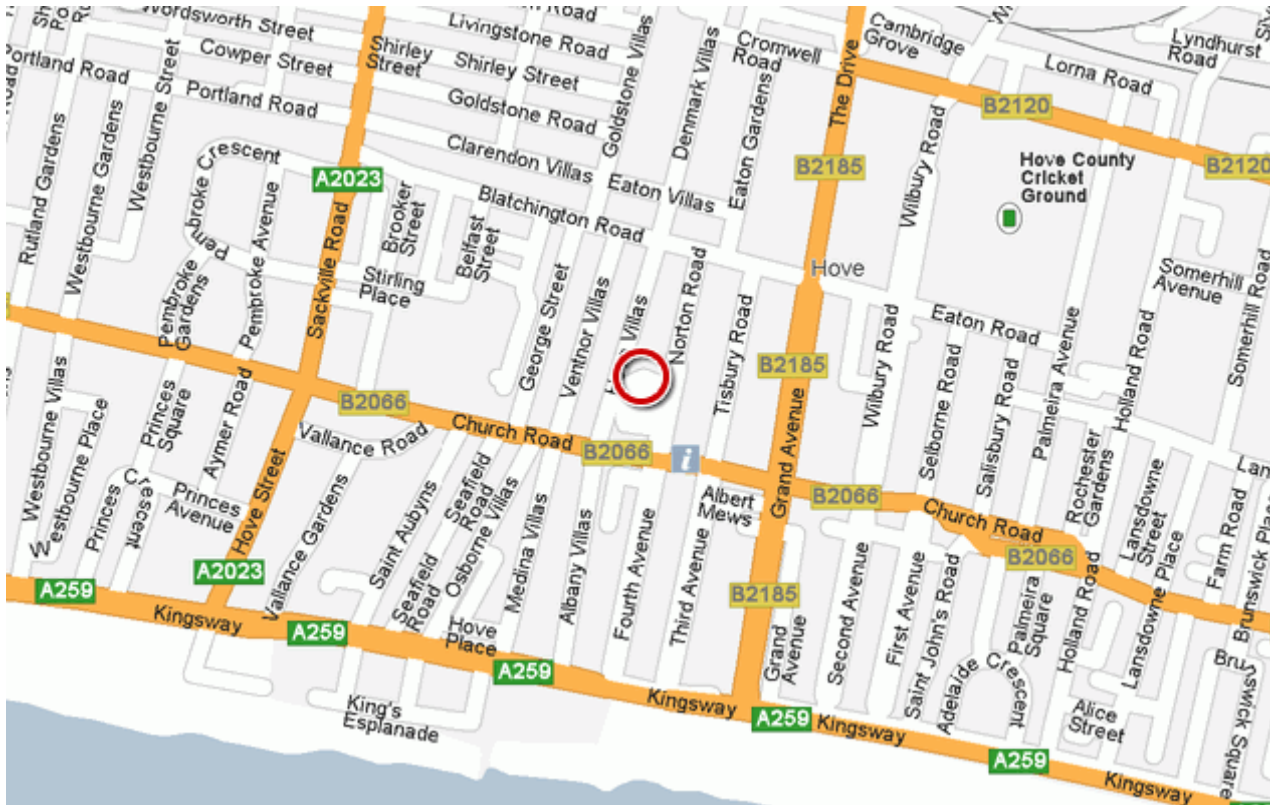 Wordsworth Street
Livingstone Road
Goldstone Villas
Denmark Villas
Cromwell Road
The Drive
Cambridge Grove
Lyndhurst Road
Lorna Road
Cowper Street
Shirley Street
Shirley Street
Portland Road
Portland Road
Goldstone Road
Clarendon Villas
Eaton Villas
Eaton Gardens
B2120
B2120
B2185
Wilbury Road
Hove County
Cricket
Ground
Rutland Gardens
Westbourne Gardens
Westbourne Street
Pembroke Crescent
Pembroke Avenue
Pembroke Avenue
Pembroke Gardens
A2023
Sackville Road
Brooker Street
Belfast Street
Stirling Place
Blatchington Road
George Street
Ventnor Villas
Villas
Norton Road
Tisbury Road
Hove
B2185
Grand Avenue
Wilbury Road
Eaton Road
Selborne Road
Salisbury Road
Palmeira Avenue
Holland Road
Somerhill Avenue
Somerhill Road
Westbourne Villas
Westbourne Place
Princes Square
Aymer Road
Princes Crescent
Princes Avenue
B2066
Vallance Road
Church Road
B2066
i
Albert Mews
B2066
Church Road
B2066
Rochester Gardens
Lansdowne Street
Lansdowne Place
Farm Road
Brunswick Place
Hove Street
A2023
Vallance Gardens
Saint Aubyns
Seafield Road
Seafield Road
Osborne Villas
Medina Villas
Albany Villas
Fourth Avenue
Third Avenue
B2185
Grand Avenue
Second Avenue
First Avenue
Saint John's Road
Adelaide Crescent
Palmeira Square
Holland Road
Alice Street
Brunswick Square
Hove Place
King's Esplanade
A259
Kingsway
A259
A259
Kingsway
A259
Kingsway
A259
Kingsway